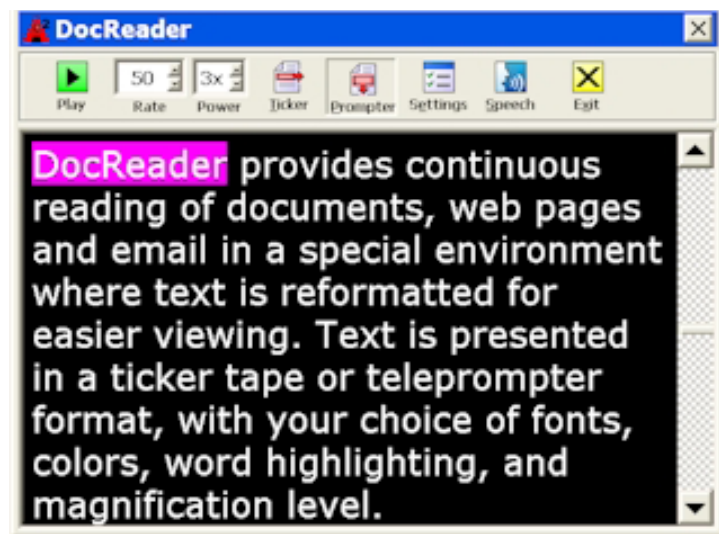 DocReader
50 3x
Play Rate Power Ticker Prompter Settings Speech Exit
DocReader provides continuous
reading of documents, web pages
and email in a special environment
where text is reformatted for
easier viewing. Text is presented
in a ticker tape or teleprompter
format, with your choice of fonts,
colors, word highlighting, and
magnification level.